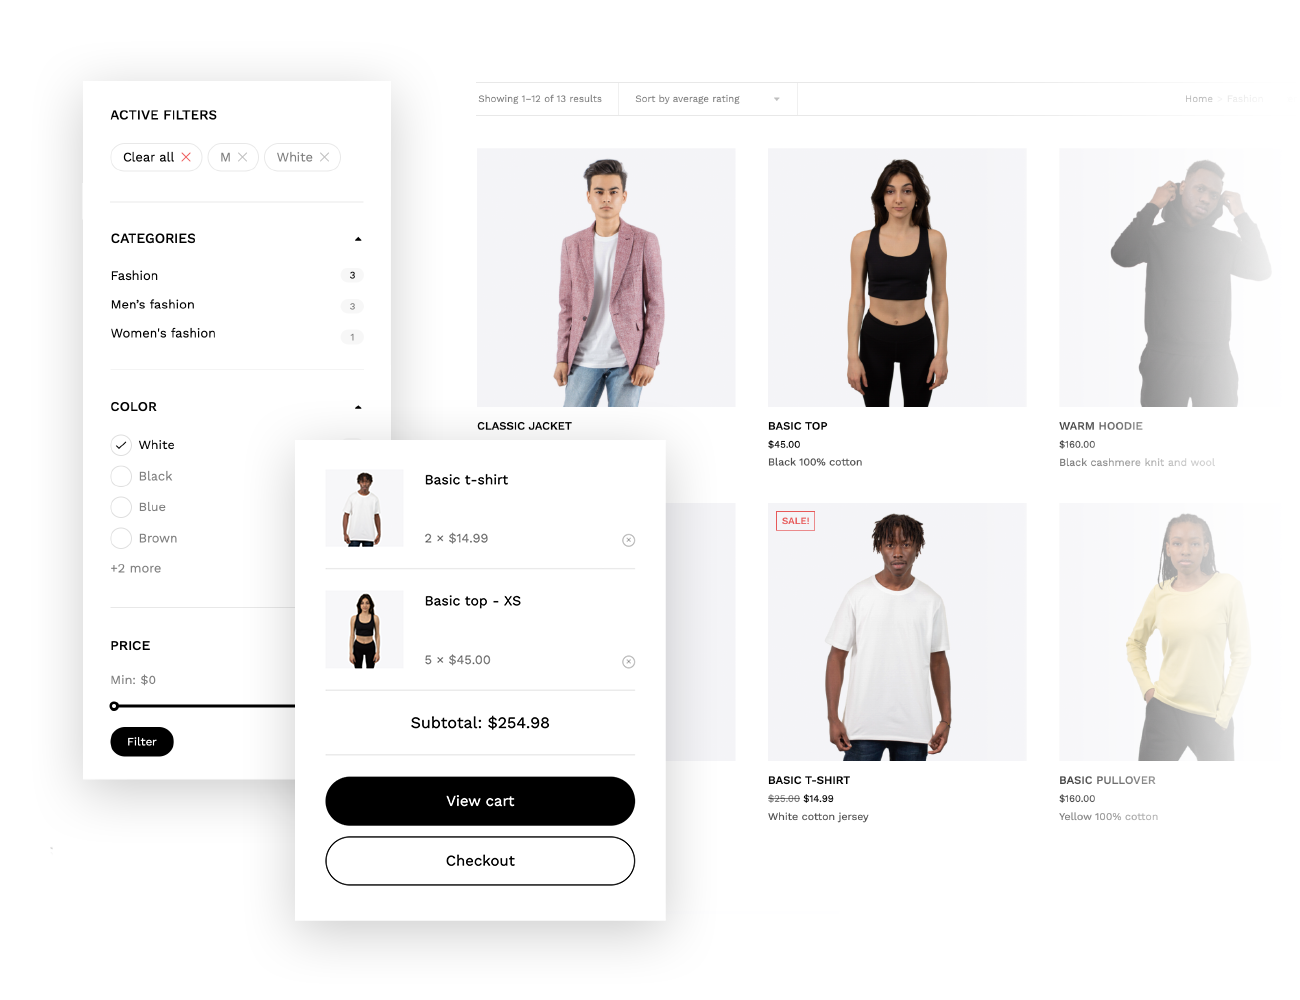 ACTIVE FILTERS
Clear all M White
CATEGORIES
Fashion 3
Men's fashion 3
Women's fashion 1
COLOR
White
Black
Blue
Brown
+2 more
PRICE
Min: $0
Filter
Showing 1–12 of 13 results
Sort by average rating
Home > Fashion
CLASSIC JACKET
BASIC TOP
$45.00
Black 100% cotton
WARM HOODIE
$160.00
Black cashmere knit and wool
SALE!
BASIC T-SHIRT
$25.00 $14.99
White cotton jersey
BASIC PULLOVER
$160.00
Yellow 100% cotton
Basic t-shirt
2 × $14.99
Basic top - XS
5 × $45.00
Subtotal: $254.98
View cart
Checkout